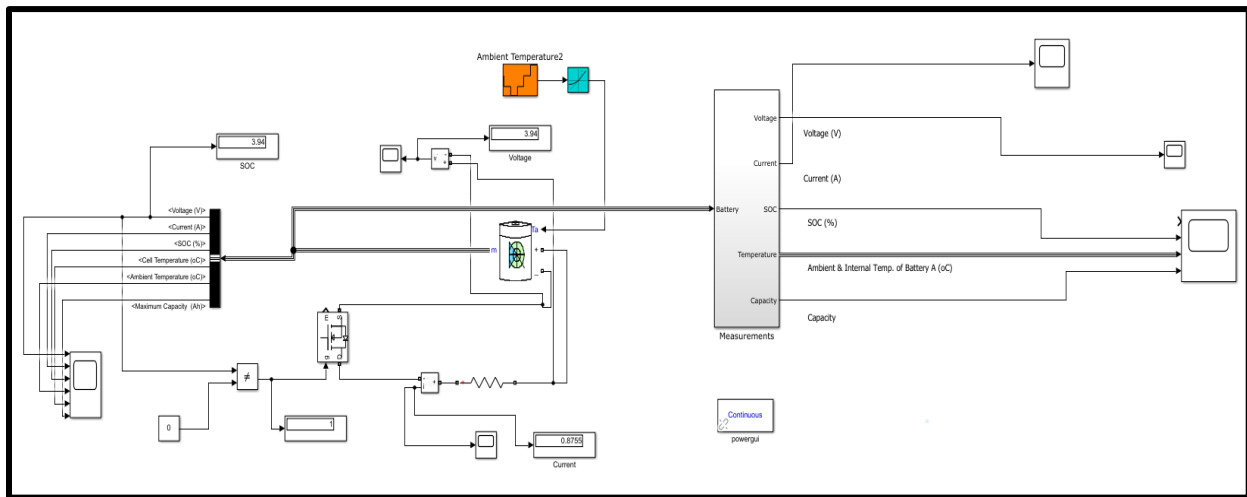 Ambient Temperature2
3.94
SOC
3.94
Voltage
v
-
+
<Voltage (V)>
<Current (A)>
<SOC (%)>
<Cell Temperature (oC)>
<Ambient Temperature (oC)>
<Maximum Capacity (Ah)>
m
Ta
+
-
m
S
g
D
≠
0
1
-
i
+
+
0.8755
Current
Battery
Voltage
Current
SOC
Temperature
Capacity
Measurements
Voltage (V)
Current (A)
SOC (%)
Ambient & Internal Temp. of Battery A (oC)
Capacity
Continuous
powergui